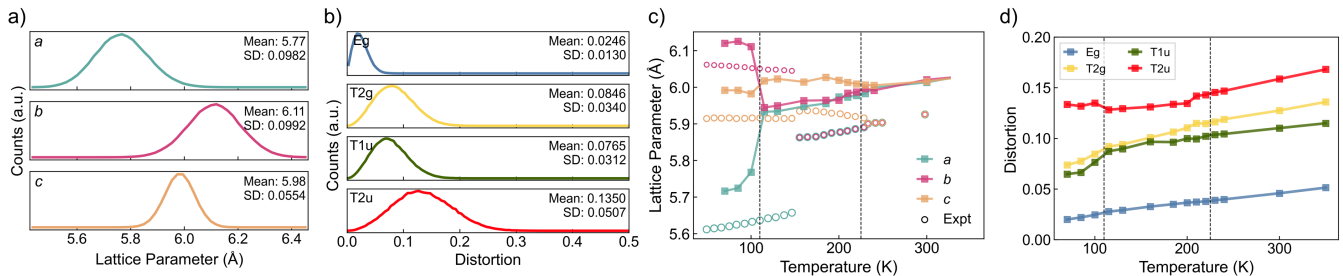 a)
a
Mean: 5.77
SD: 0.0982
b
Mean: 6.11
SD: 0.0992
c
Mean: 5.98
SD: 0.0554
Counts (a.u.)
5.6 5.8 6.0 6.2 6.4
Lattice Parameter (Å)
b)
Eg
Mean: 0.0246
SD: 0.0130
T2g
Mean: 0.0846
SD: 0.0340
T1u
Mean: 0.0765
SD: 0.0312
T2u
Mean: 0.1350
SD: 0.0507
Counts (a.u.)
0.0 0.1 0.2 0.3 0.4 0.5
Distortion
c)
Lattice Parameter (Å)
6.1
6.0
5.9
5.8
5.7
5.6
a
b
c
Expt
100 200 300
Temperature (K)
d)
Distortion
0.20
0.15
0.10
0.05
0.00
Eg T1u
T2g T2u
100 200 300
Temperature (K)